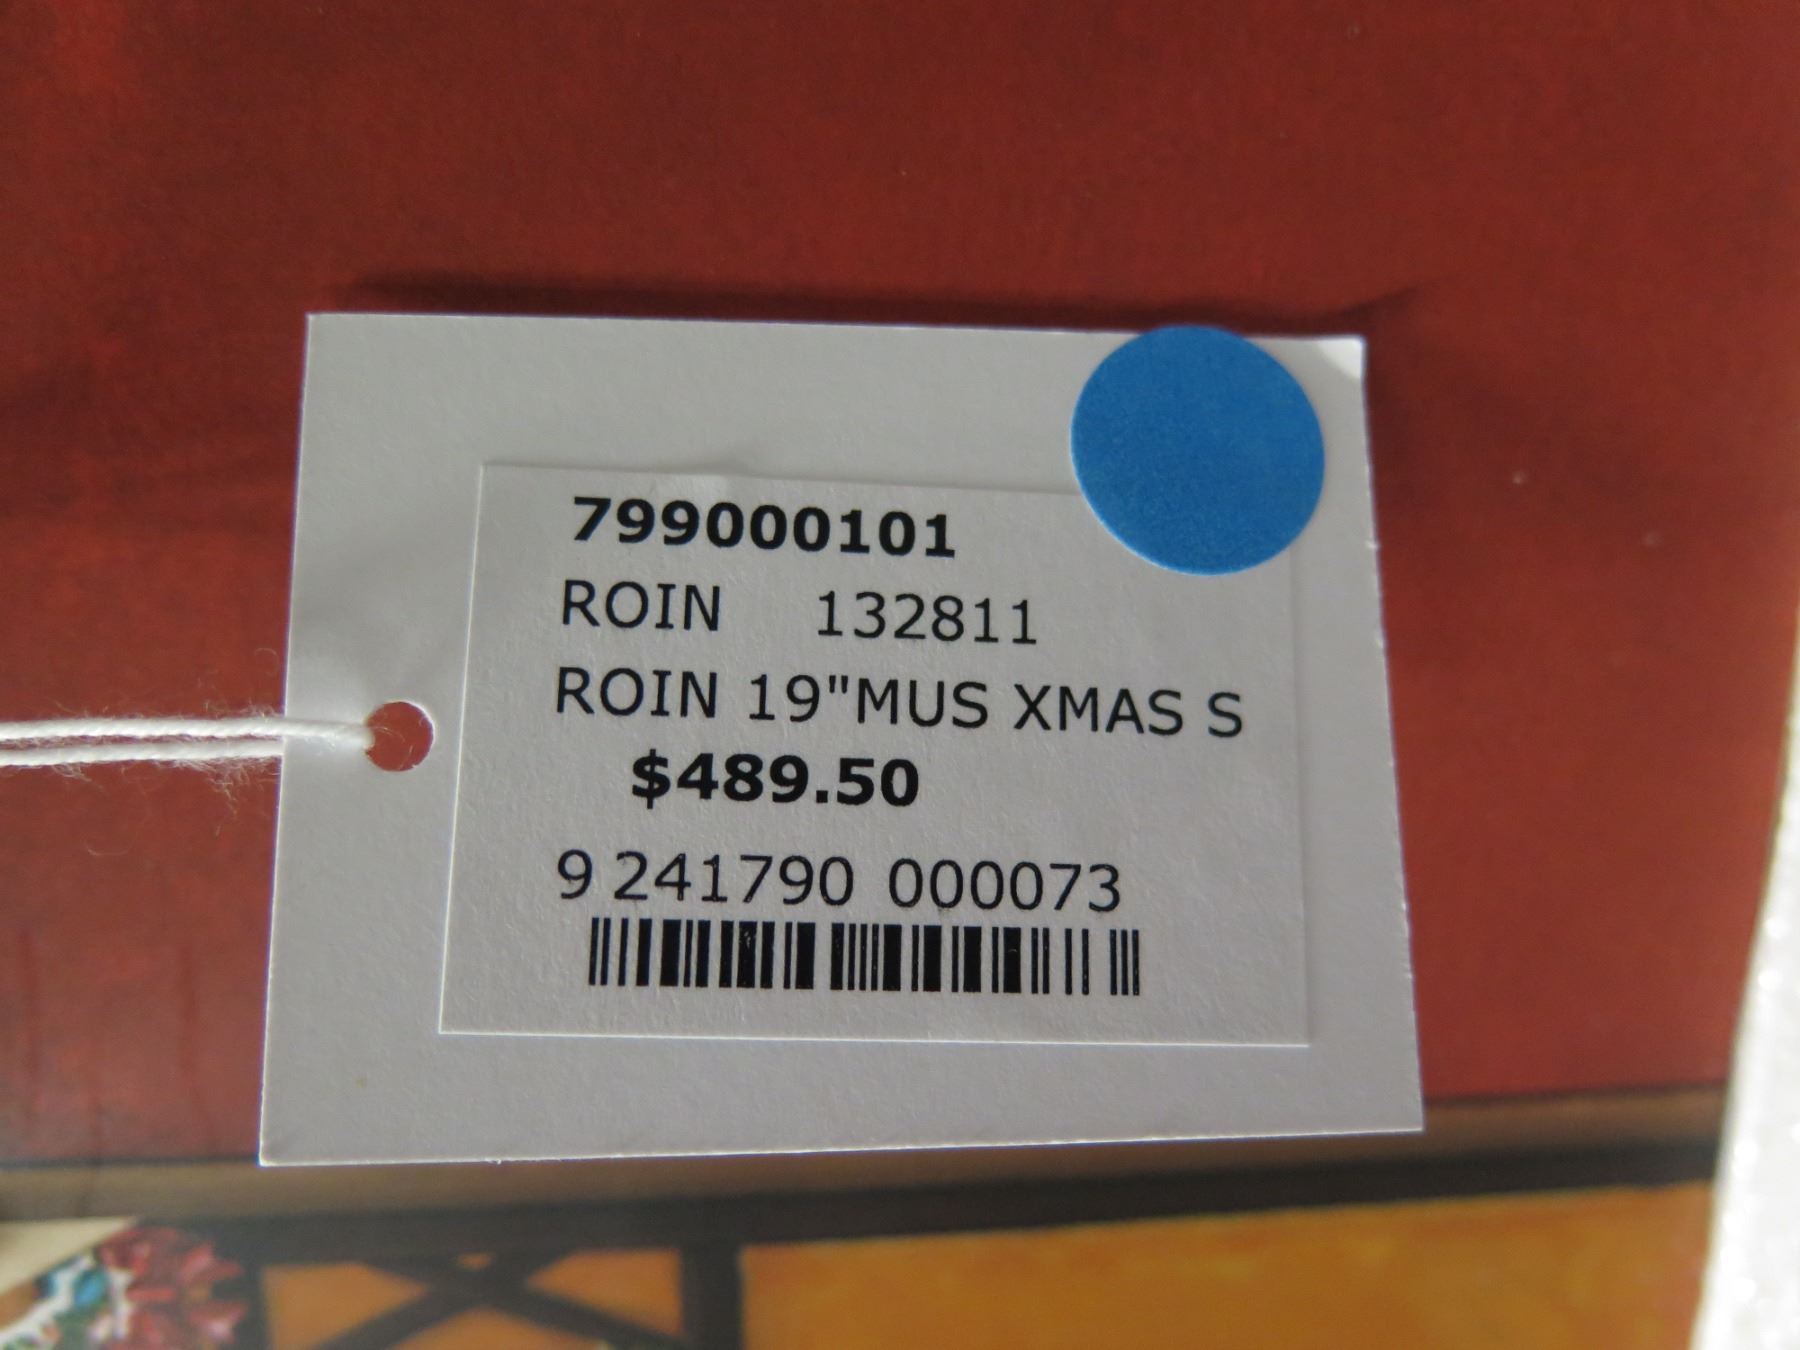 799000101
ROIN 132811
ROIN 19"MUS XMAS S
$489.50
9 241790 000073